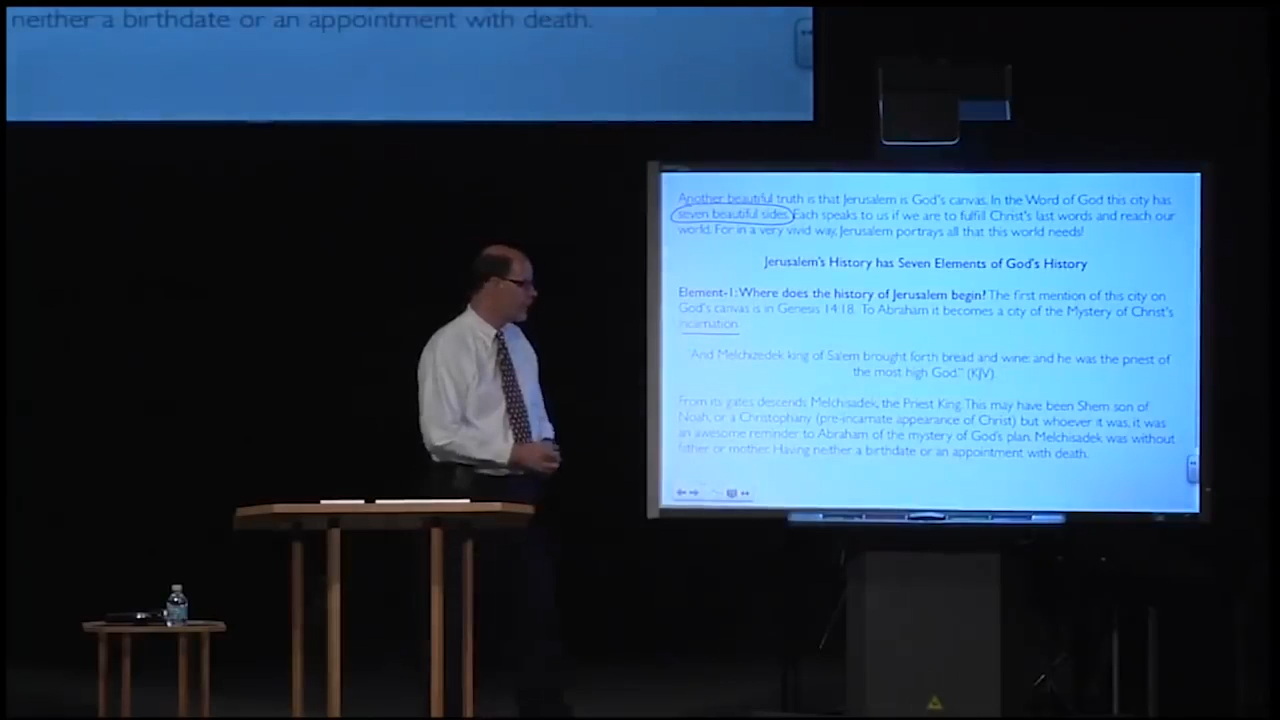 neither a birthdate or an appointment with death.
Another beautiful truth is that Jerusalem is God's canvas. In the Word of God this city has
seven beautiful sides. Each speaks to us if we are to fulfill Christ's last words and reach our
world. For in a very vivid way, Jerusalem portrays all that this world needs!
Jerusalem's History has Seven Elements of God's History
Element-1: Where does the history of Jerusalem begin? The first mention of this city on
God's canvas is in Genesis 14:18. To Abraham it becomes a city of the Mystery of Christ's
incarnation.
"And Melchizedek king of Salem brought forth bread and wine: and he was the priest of
the most high God." (KJV).
From its gates descends Melchisadek, the Priest King. This may have been Shem son of
Noah, or a Christophany (pre-incarnate appearance of Christ) but whoever it was, it was
an awesome reminder to Abraham of the mystery of God's plan. Melchisadek was without
father or mother. Having neither a birthdate or an appointment with death.